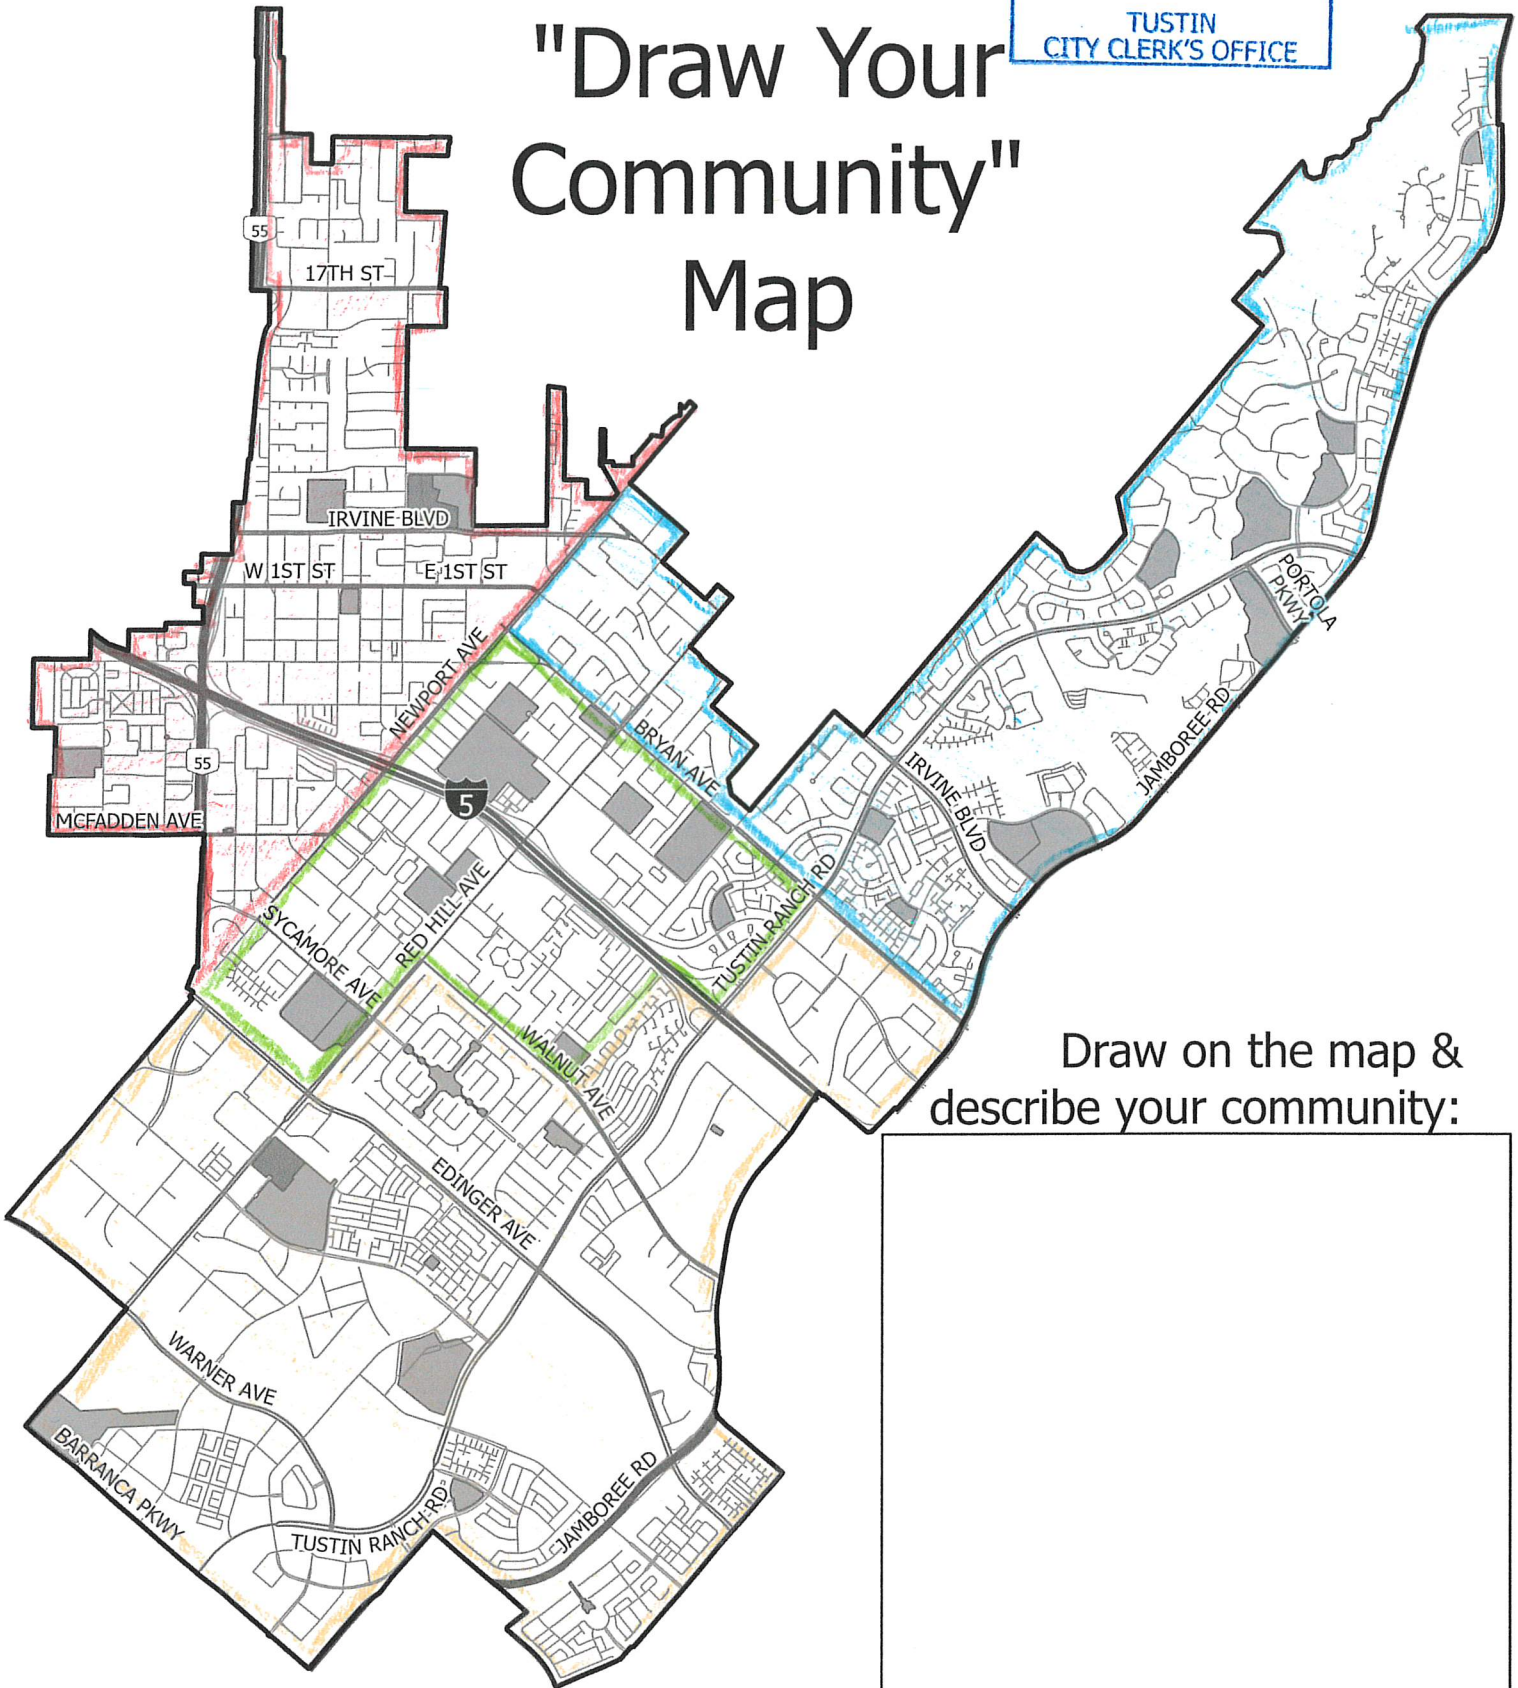 TUSTIN
CITY CLERK'S OFFICE
"Draw Your
Community"
Map
55
17TH ST
IRVINE BLVD
W 1ST ST
E 1ST ST
NEWPORT AVE
55
MCFADDEN AVE
5
BRYAN AVE
IRVINE BLVD
PORTOLA
PKWY
JAMBOREE RD
TUSTIN RANCH RD
RED HILL AVE
SYCAMORE AVE
WALNUT AVE
EDINGER AVE
WARNER AVE
BARRANCA PKWY
TUSTIN RANCH RD
JAMBOREE RD
Draw on the map &
describe your community: